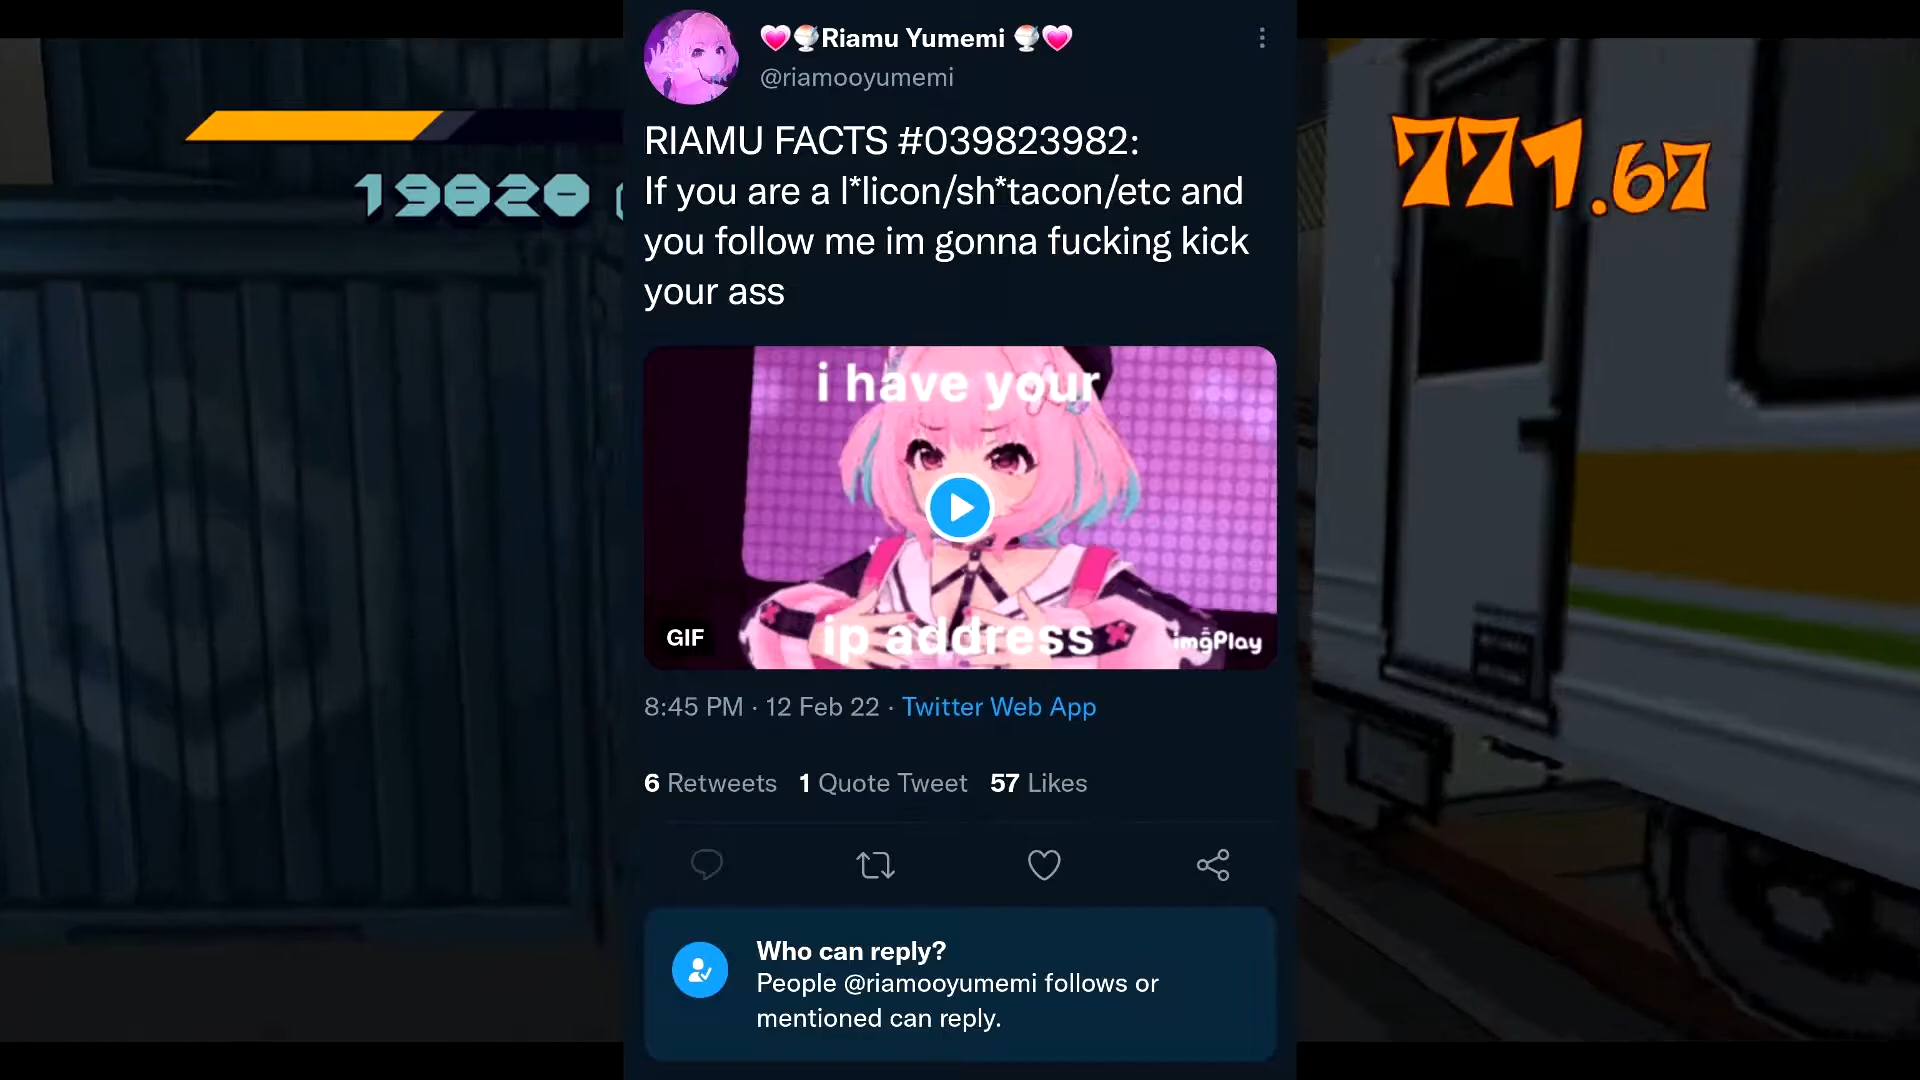 Riamu Yumemi
@riamooyumemi
RIAMU FACTS #039823982:
If you are a l*licon/sh*tacon/etc and
you follow me im gonna fucking kick
your ass
i have your
ip address
GIF
imgPlay
8:45 PM · 12 Feb 22 · Twitter Web App
6 Retweets 1 Quote Tweet 57 Likes
Who can reply?
People @riamooyumemi follows or
mentioned can reply.
19820
771.67